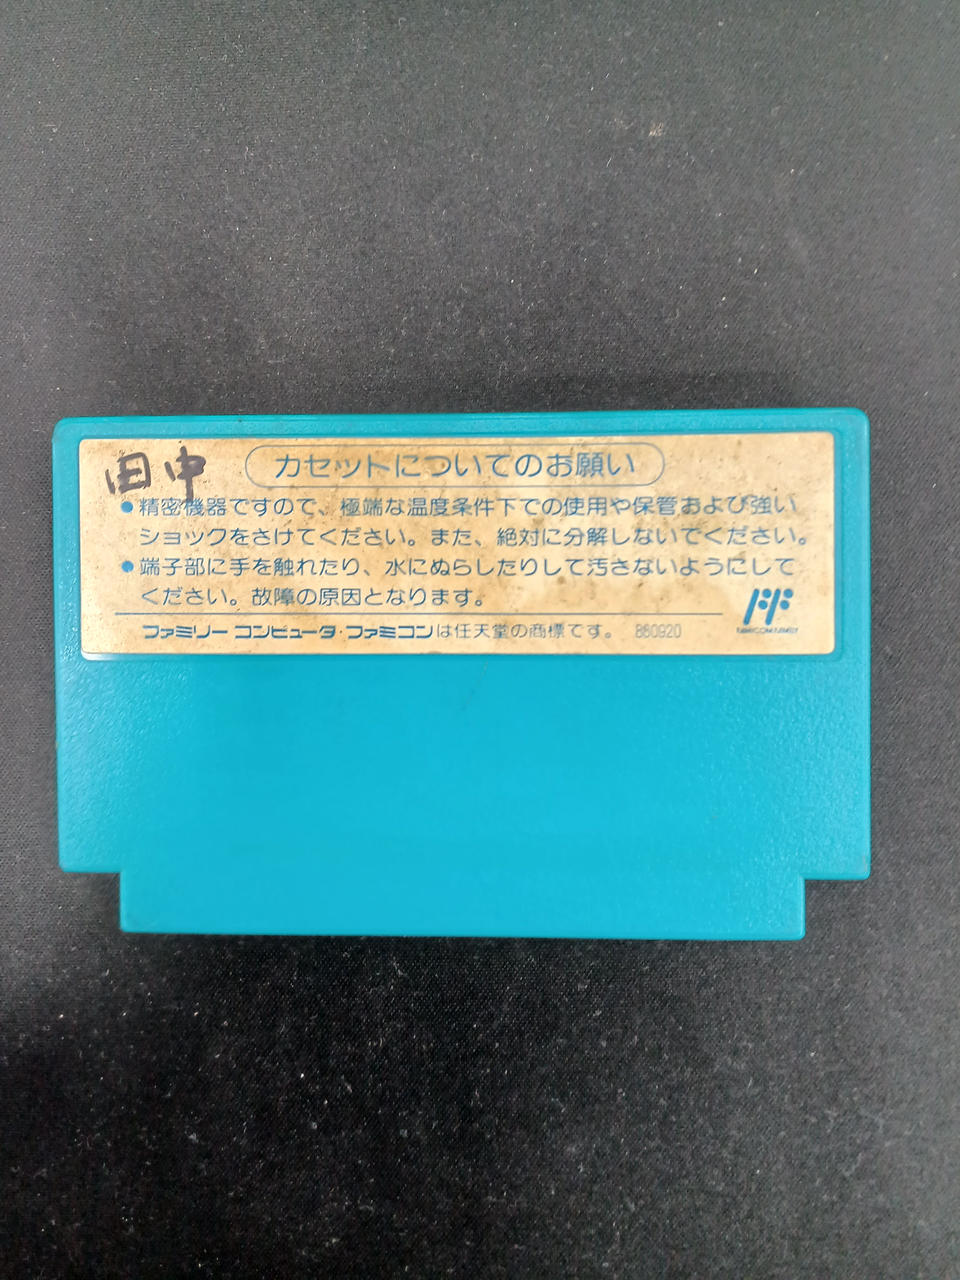 田中
カセットについてのお願い
●精密機器ですので、極端な温度条件下での使用や保管および強い
ショックをさけてください。また、絶対に分解しないでください。
●端子部に手を触れたり、水にぬらしたりして汚さないようにして
ください。故障の原因となります。
ファミリー コンピュータ・ファミコンは任天堂の商標です。 860920
FF
FAMICOM FAMILY